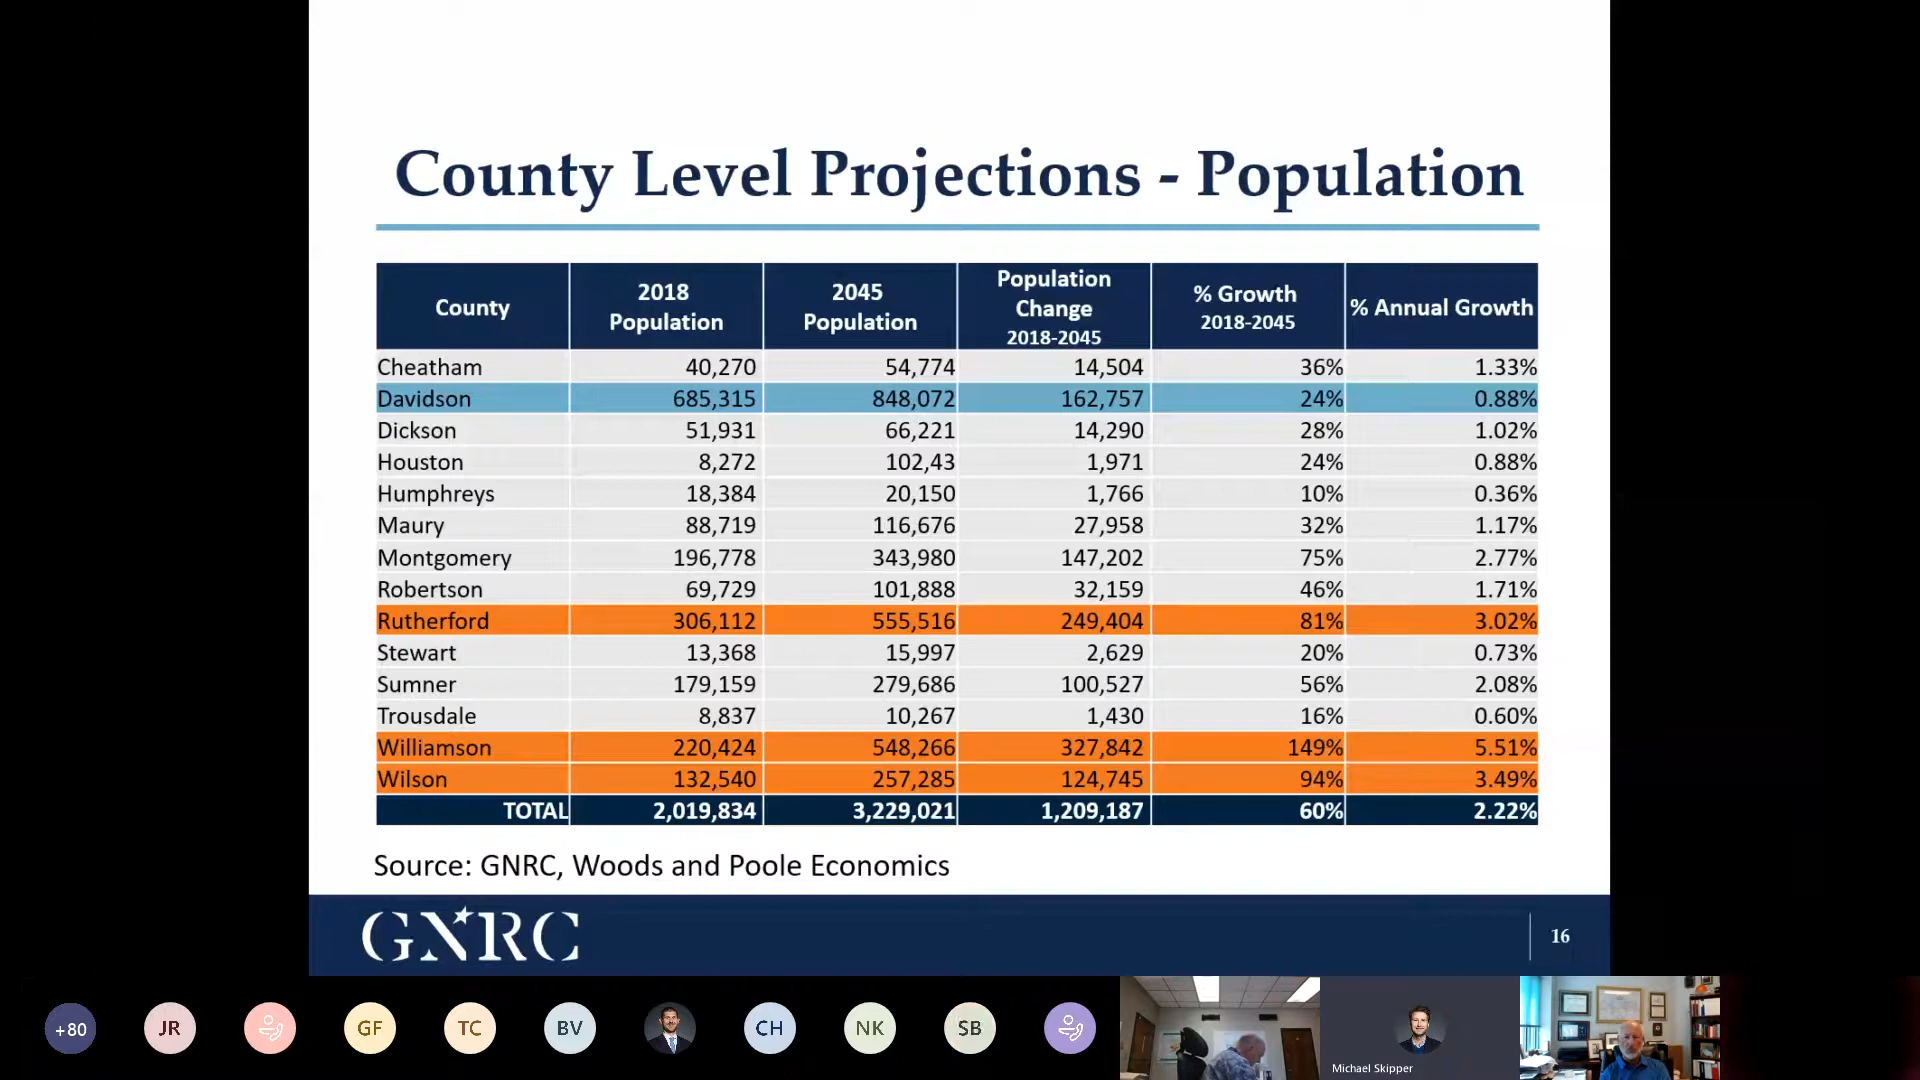 County Level Projections - Population
County 2018 Population 2045 Population Population Change 2018-2045 % Growth 2018-2045 % Annual Growth
Cheatham 40,270 54,774 14,504 36% 1.33%
Davidson 685,315 848,072 162,757 24% 0.88%
Dickson 51,931 66,221 14,290 28% 1.02%
Houston 8,272 102,43 1,971 24% 0.88%
Humphreys 18,384 20,150 1,766 10% 0.36%
Maury 88,719 116,676 27,958 32% 1.17%
Montgomery 196,778 343,980 147,202 75% 2.77%
Robertson 69,729 101,888 32,159 46% 1.71%
Rutherford 306,112 555,516 249,404 81% 3.02%
Stewart 13,368 15,997 2,629 20% 0.73%
Sumner 179,159 279,686 100,527 56% 2.08%
Trousdale 8,837 10,267 1,430 16% 0.60%
Williamson 220,424 548,266 327,842 149% 5.51%
Wilson 132,540 257,285 124,745 94% 3.49%
TOTAL 2,019,834 3,229,021 1,209,187 60% 2.22%
Source: GNRC, Woods and Poole Economics
GNRC 16
+80 JR GF TC BV CH NK SB
Michael Skipper